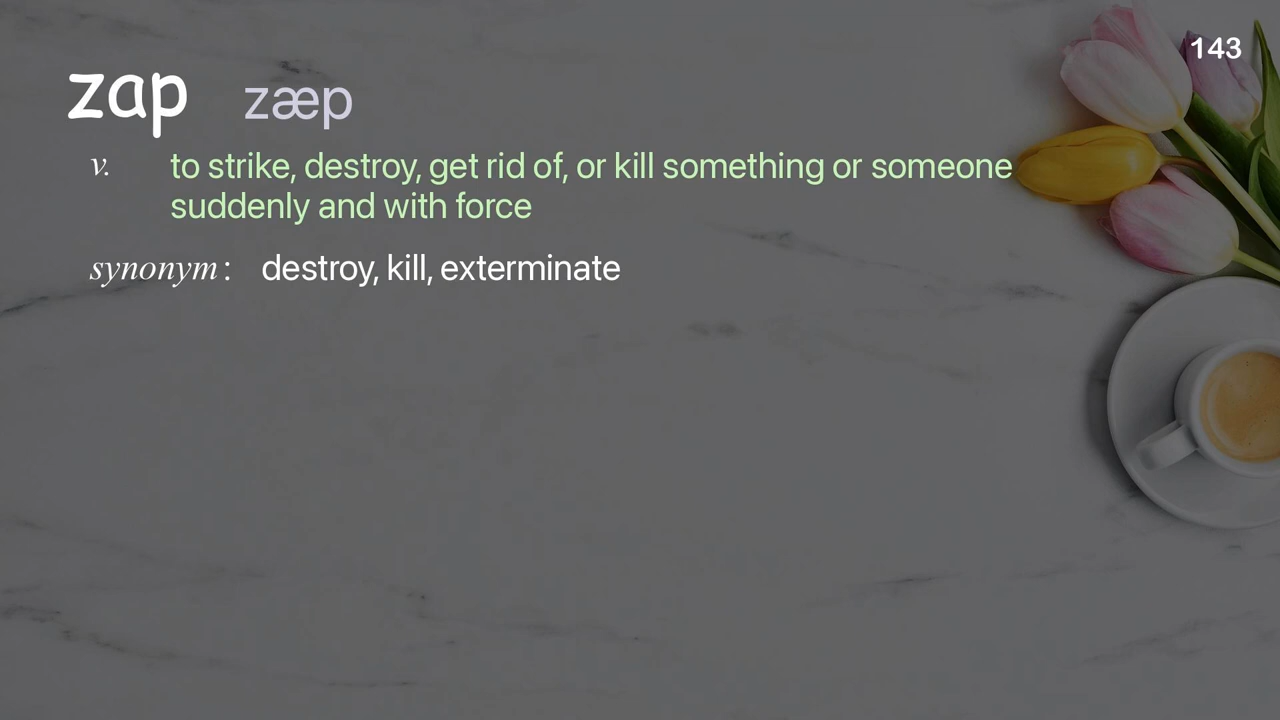 143
zap zæp
v. to strike, destroy, get rid of, or kill something or someone
suddenly and with force
synonym: destroy, kill, exterminate